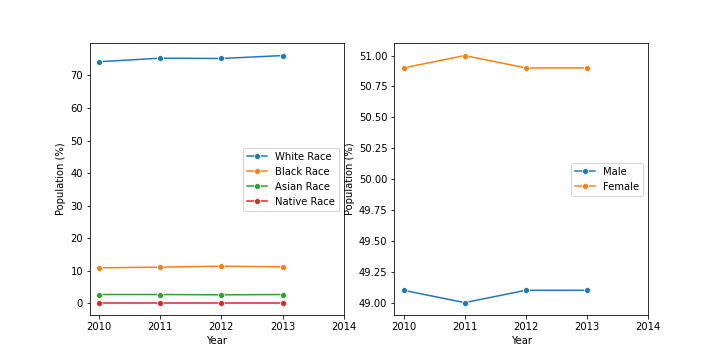 70
60
50
40
30
20
10
0
Population (%)
2010 2011 2012 2013 2014
Year
White Race
Black Race
Asian Race
Native Race
51.00
50.75
50.50
50.25
50.00
49.75
49.50
49.25
49.00
Population (%)
2010 2011 2012 2013 2014
Year
Male
Female